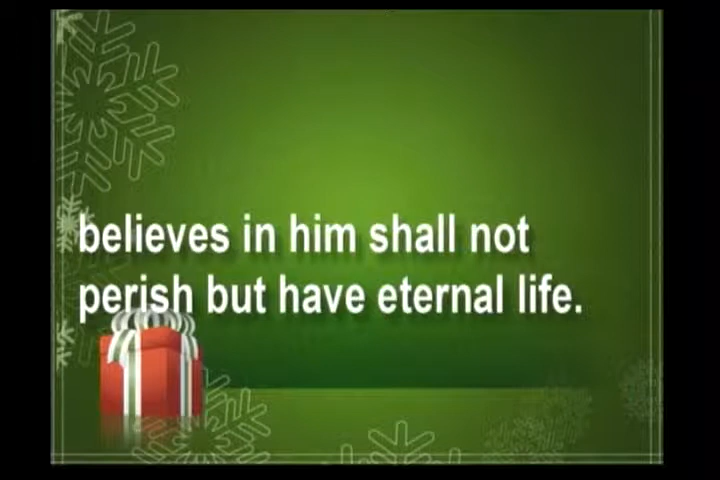 believes in him shall not
perish but have eternal life.